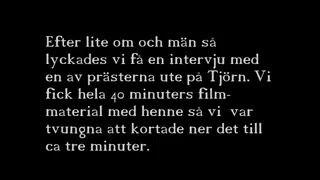 Efter lite om och män så
lyckades vi få en intervju med
en av prästerna ute på Tjörn. Vi
fick hela 40 minuters film-
material med henne så vi  var
tvungna att kortade ner det till
ca tre minuter.